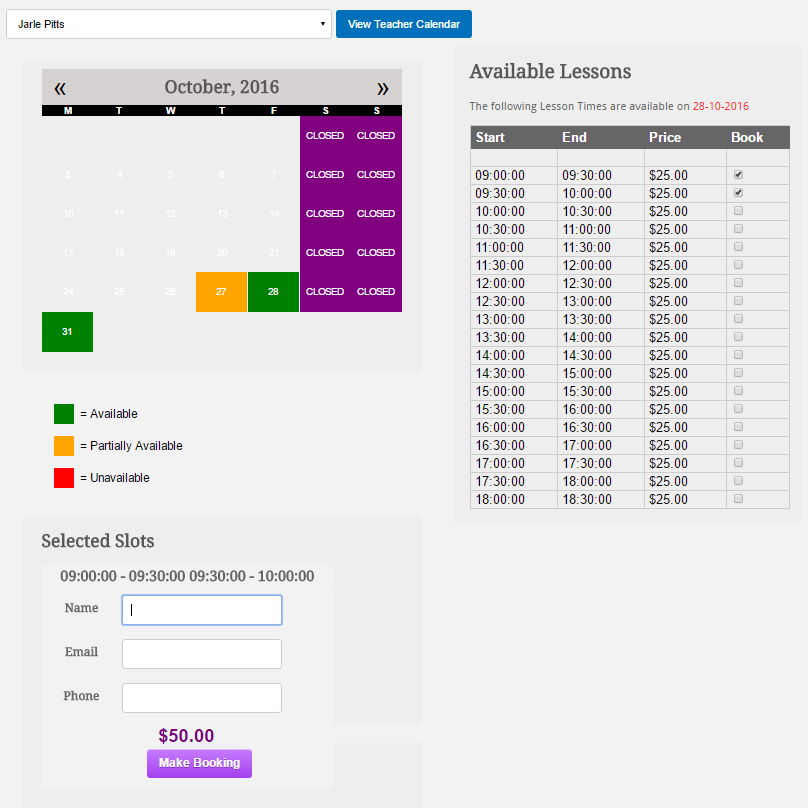 Jarle Pitts
View Teacher Calendar
« October, 2016 »
M T W T F S S
CLOSED CLOSED
3 4 5 6 7 CLOSED CLOSED
10 11 12 13 14 CLOSED CLOSED
17 18 19 20 21 CLOSED CLOSED
24 25 26 27 28 CLOSED CLOSED
31
= Available
= Partially Available
= Unavailable
Selected Slots
09:00:00 - 09:30:00 09:30:00 - 10:00:00
Name
Email
Phone
$50.00
Make Booking
Available Lessons
The following Lesson Times are available on 28-10-2016
Start End Price Book
09:00:00 09:30:00 $25.00
09:30:00 10:00:00 $25.00
10:00:00 10:30:00 $25.00
10:30:00 11:00:00 $25.00
11:00:00 11:30:00 $25.00
11:30:00 12:00:00 $25.00
12:00:00 12:30:00 $25.00
12:30:00 13:00:00 $25.00
13:00:00 13:30:00 $25.00
13:30:00 14:00:00 $25.00
14:00:00 14:30:00 $25.00
14:30:00 15:00:00 $25.00
15:00:00 15:30:00 $25.00
15:30:00 16:00:00 $25.00
16:00:00 16:30:00 $25.00
16:30:00 17:00:00 $25.00
17:00:00 17:30:00 $25.00
17:30:00 18:00:00 $25.00
18:00:00 18:30:00 $25.00